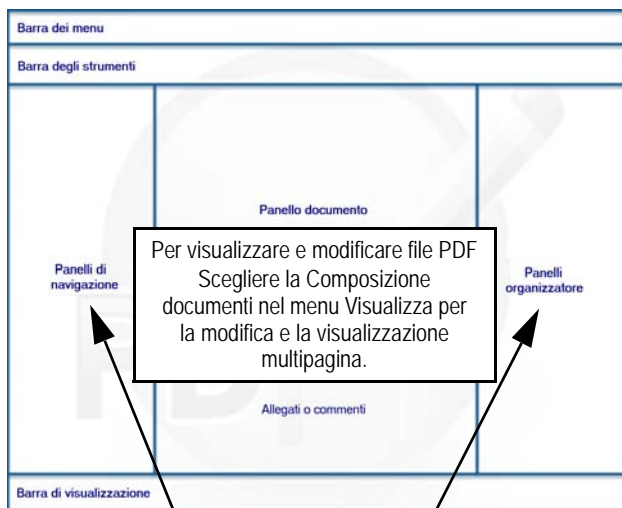 Barra dei menu
Barra degli strumenti
Panello documento
Per visualizzare e modificare file PDF
Scegliere la Composizione
documenti nel menu Visualizza per
la modifica e la visualizzazione
multipagina.
Panelli di
navigazione
Panelli
organizzatore
Allegati o commenti
Barra di visualizzazione